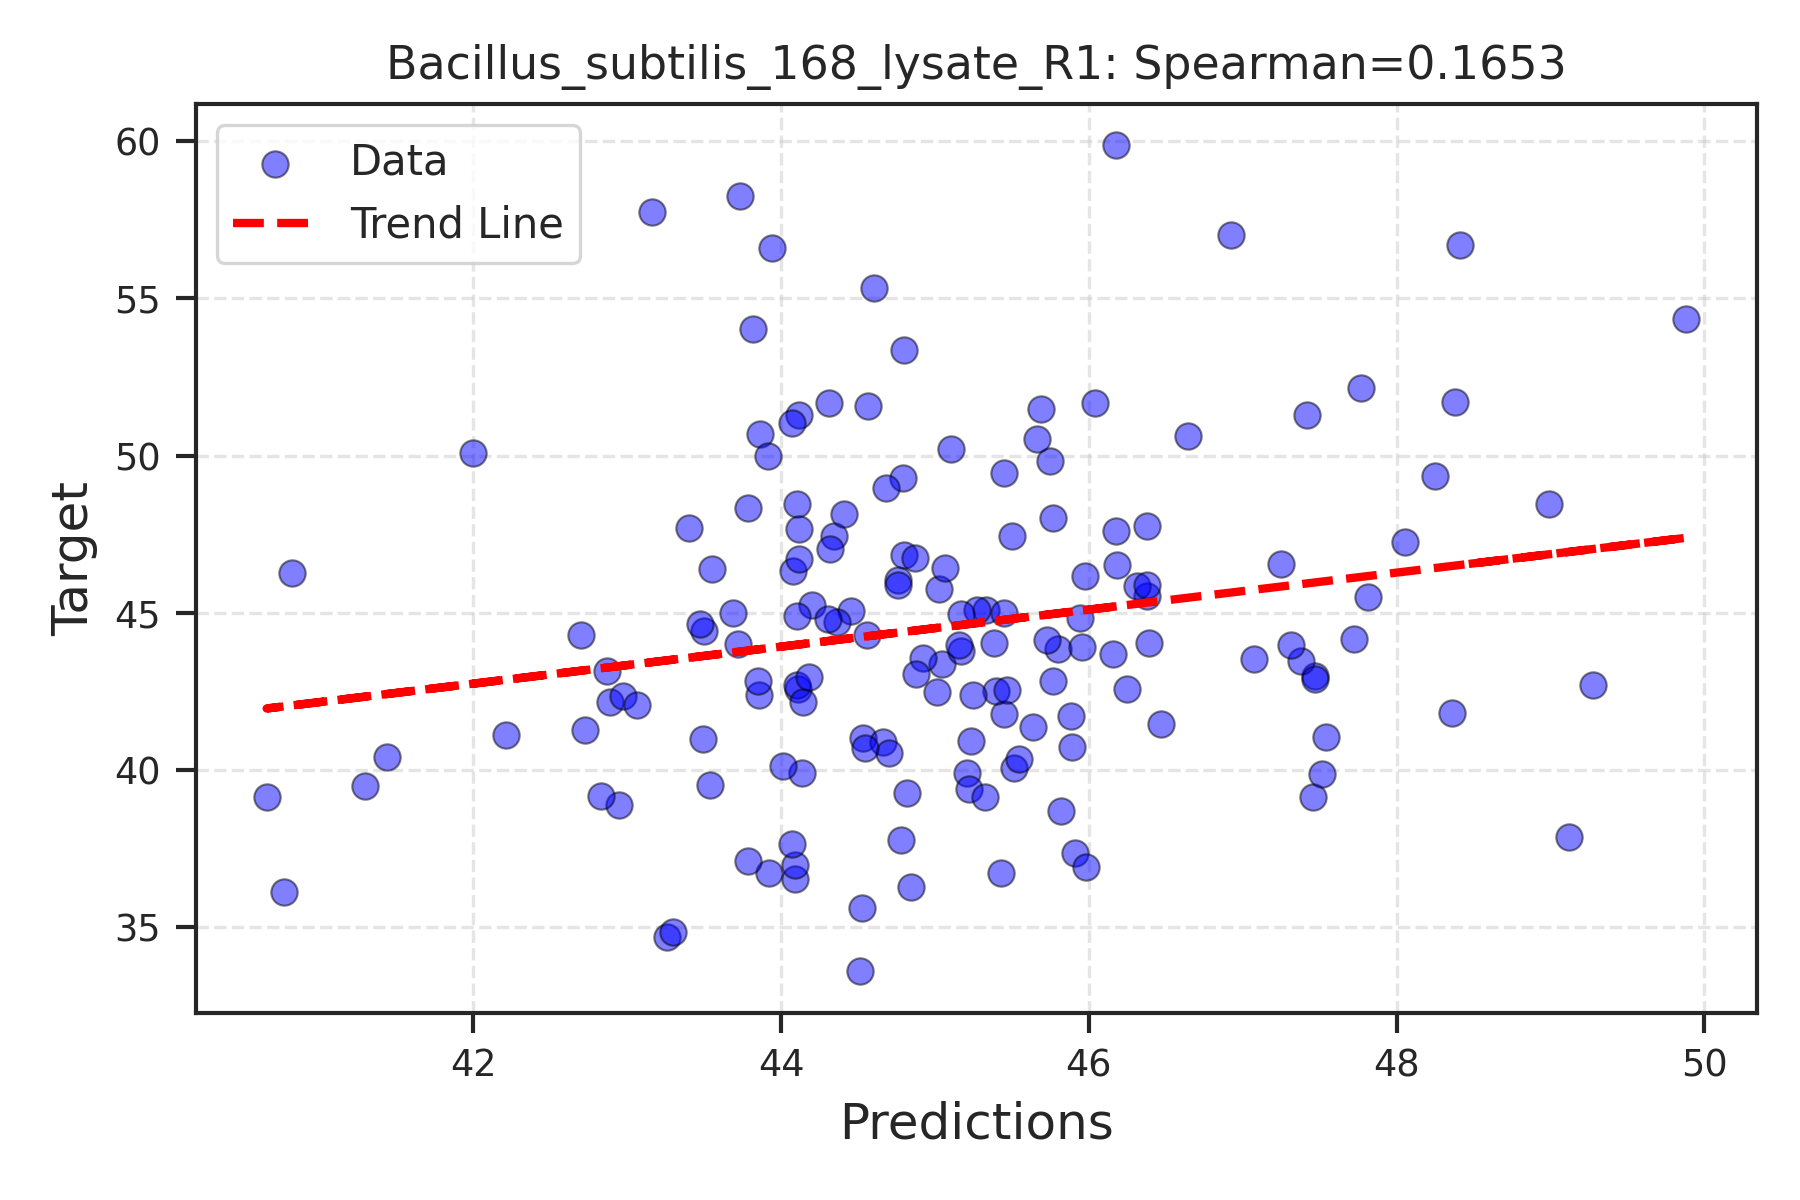 Bacillus_subtilis_168_lysate_R1: Spearman=0.1653
Data
Trend Line
60
55
50
45
40
35
Target
42
44
46
48
50
Predictions